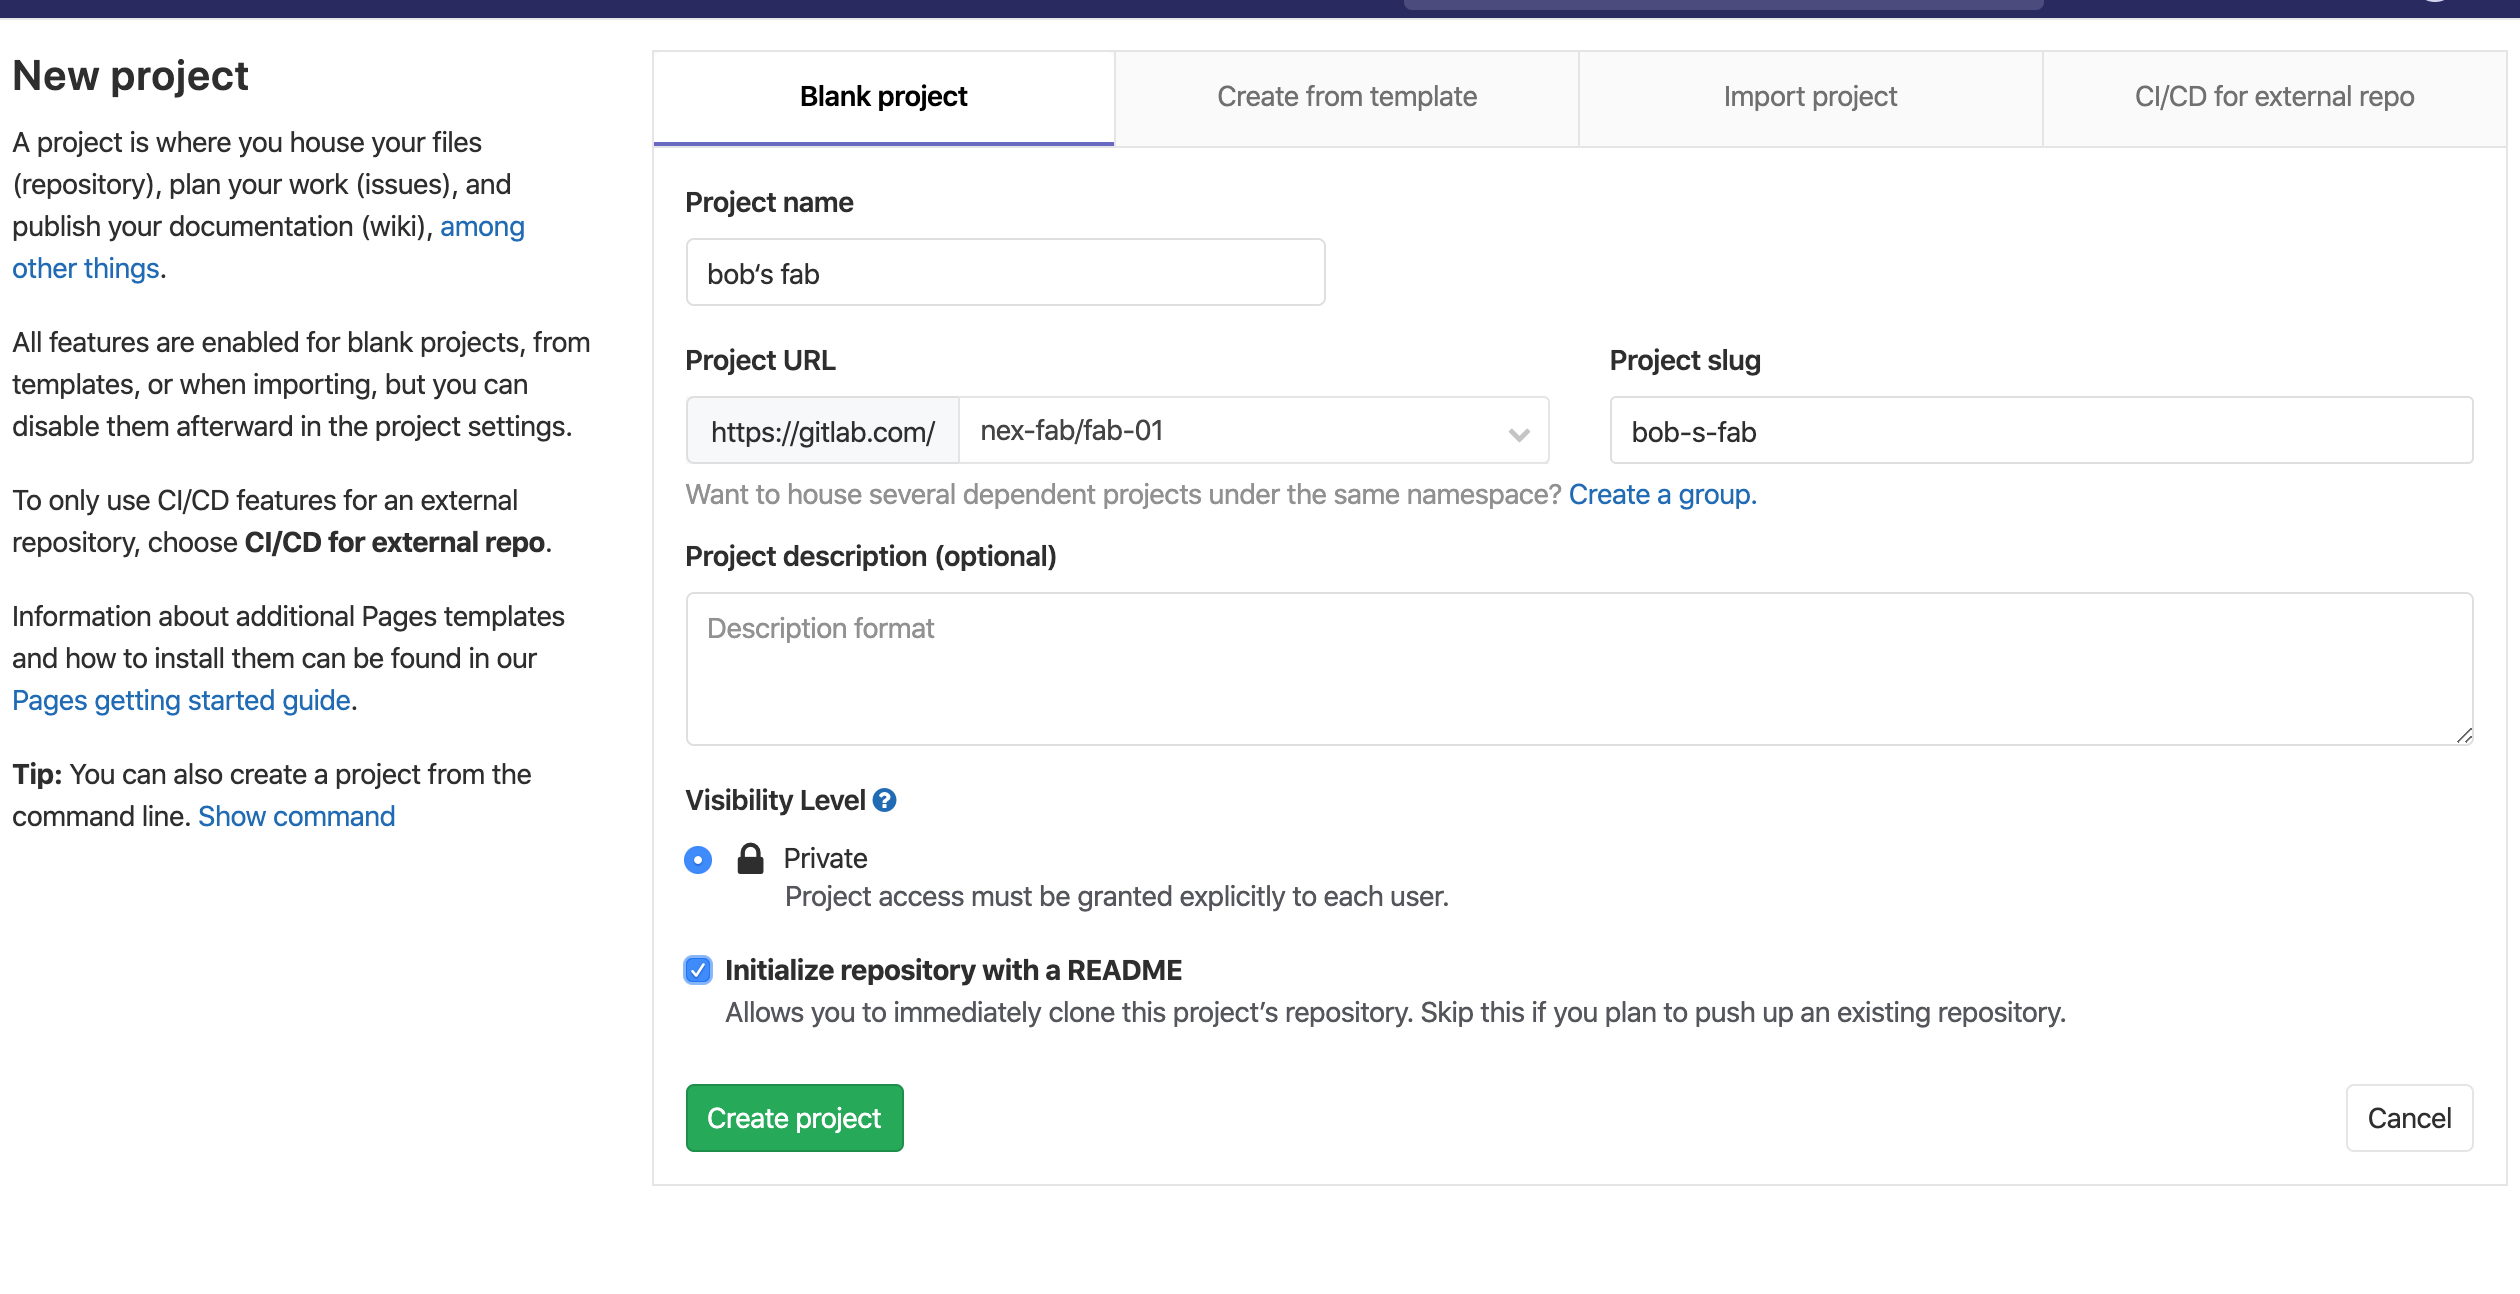 New project
A project is where you house your files
(repository), plan your work (issues), and
publish your documentation (wiki), among
other things.
All features are enabled for blank projects, from
templates, or when importing, but you can
disable them afterward in the project settings.
To only use CI/CD features for an external
repository, choose CI/CD for external repo.
Information about additional Pages templates
and how to install them can be found in our
Pages getting started guide.
Tip: You can also create a project from the
command line. Show command
Blank project
Create from template
Import project
CI/CD for external repo
Project name
bob‘s fab
Project URL
https://gitlab.com/
nex-fab/fab-01
Project slug
bob-s-fab
Want to house several dependent projects under the same namespace? Create a group.
Project description (optional)
Description format
Visibility Level
Private
Project access must be granted explicitly to each user.
Initialize repository with a README
Allows you to immediately clone this project’s repository. Skip this if you plan to push up an existing repository.
Create project
Cancel